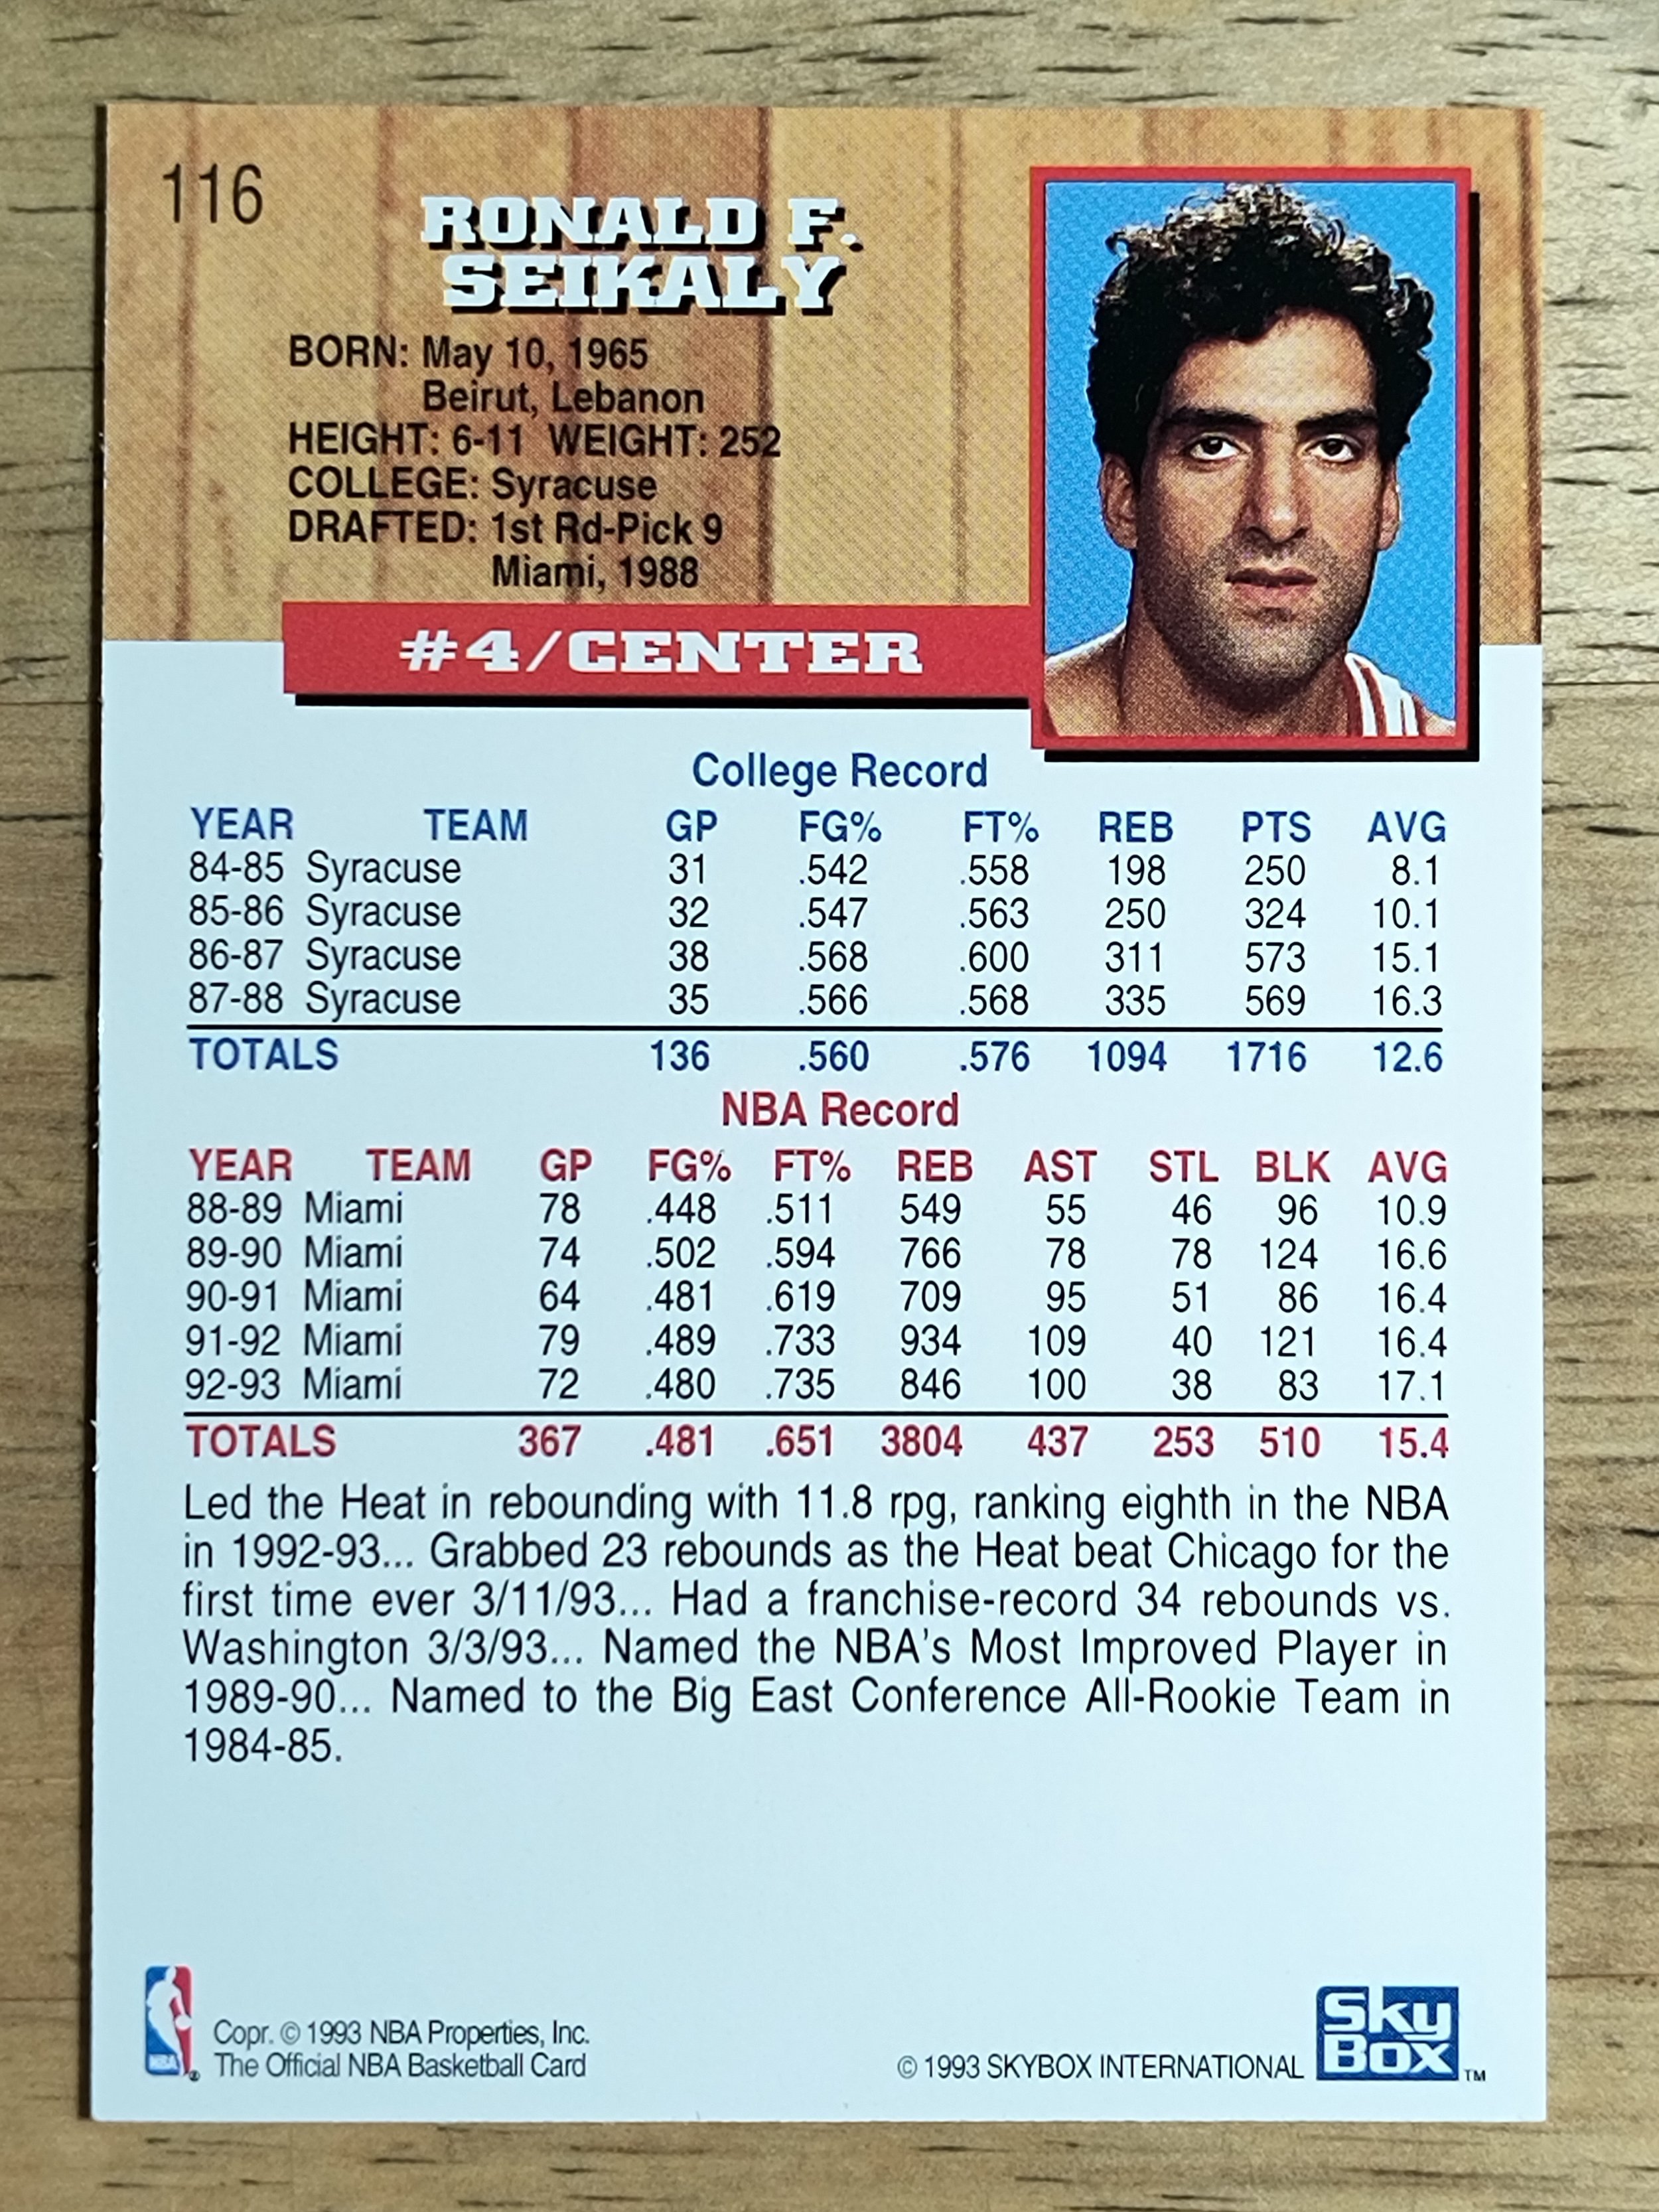 116
RONALD F.
SEIKALY
BORN: May 10, 1965
Beirut, Lebanon
HEIGHT: 6-11 WEIGHT: 252
COLLEGE: Syracuse
DRAFTED: 1st Rd-Pick 9
Miami, 1988
#4/CENTER
College Record
YEAR TEAM GP FG% FT% REB PTS AVG
84-85 Syracuse 31 .542 .558 198 250 8.1
85-86 Syracuse 32 .547 .563 250 324 10.1
86-87 Syracuse 38 .568 .600 311 573 15.1
87-88 Syracuse 35 .566 .568 335 569 16.3
TOTALS 136 .560 .576 1094 1716 12.6
NBA Record
YEAR TEAM GP FG% FT% REB AST STL BLK AVG
88-89 Miami 78 .448 .511 549 55 46 96 10.9
89-90 Miami 74 .502 .594 766 78 78 124 16.6
90-91 Miami 64 .481 .619 709 95 51 86 16.4
91-92 Miami 79 .489 .733 934 109 40 121 16.4
92-93 Miami 72 .480 .735 846 100 38 83 17.1
TOTALS 367 .481 .651 3804 437 253 510 15.4
Led the Heat in rebounding with 11.8 rpg, ranking eighth in the NBA
in 1992-93... Grabbed 23 rebounds as the Heat beat Chicago for the
first time ever 3/11/93... Had a franchise-record 34 rebounds vs.
Washington 3/3/93... Named the NBA's Most Improved Player in
1989-90... Named to the Big East Conference All-Rookie Team in
1984-85.
NBA
Copr. © 1993 NBA Properties, Inc.
The Official NBA Basketball Card
© 1993 SKYBOX INTERNATIONAL
Sky
Box ™